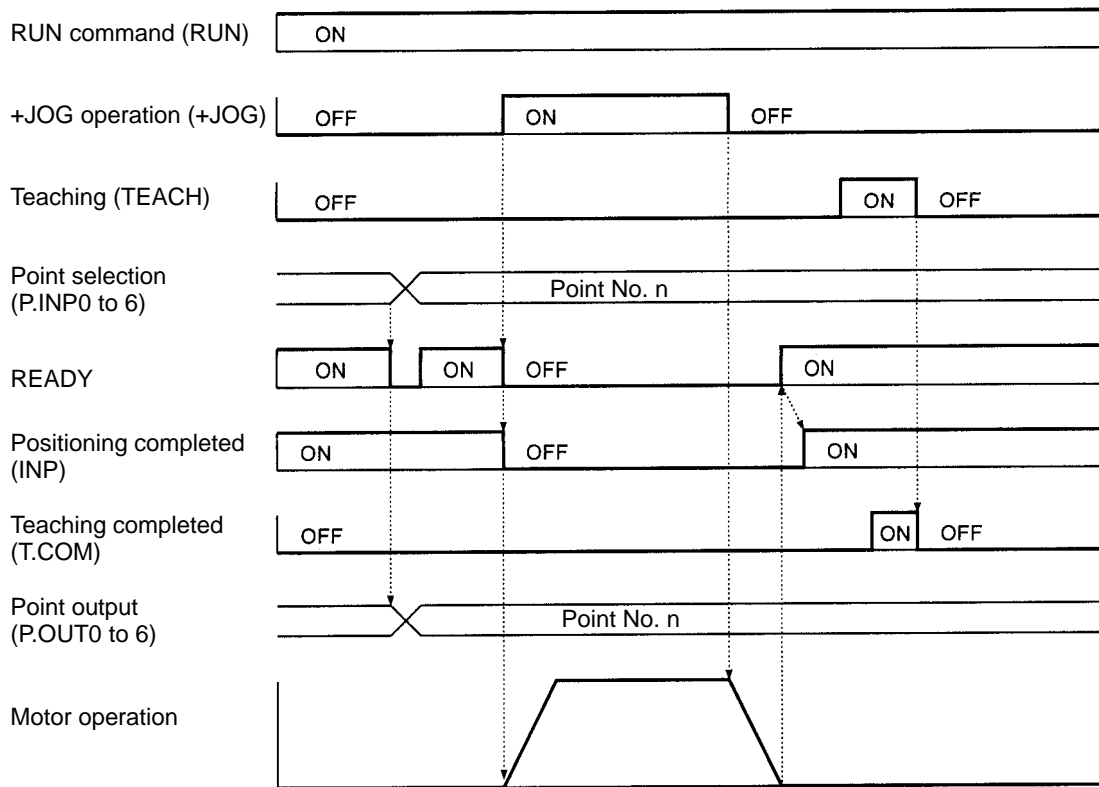 RUN command (RUN)
ON
+JOG operation (+JOG)
OFF
ON
OFF
Teaching (TEACH)
OFF
ON
OFF
Point selection
(P.INP0 to 6)
Point No. n
READY
ON
ON
OFF
ON
Positioning completed
(INP)
ON
OFF
ON
Teaching completed
(T.COM)
OFF
ON
OFF
Point output
(P.OUT0 to 6)
Point No. n
Motor operation